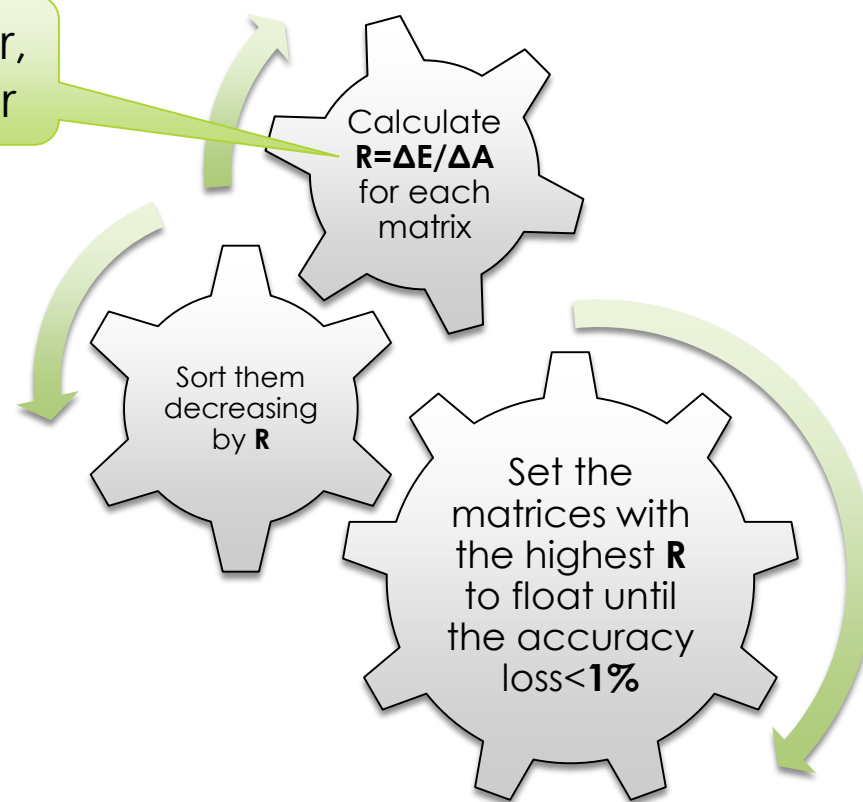 r,
r
Calculate
R=ΔE/ΔA
for each
matrix
Sort them
decreasing
by R
Set the
matrices with
the highest R
to float until
the accuracy
loss<1%